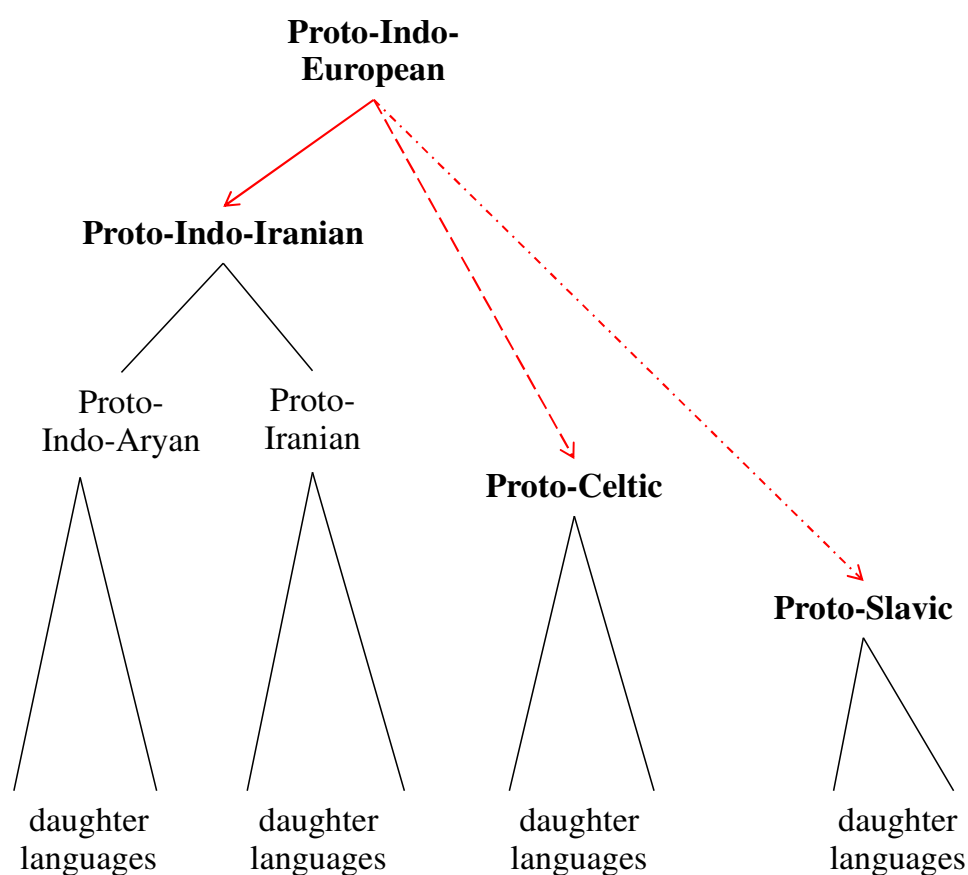 Proto-Indo-
European
Proto-Indo-Iranian
Proto-
Indo-Aryan
Proto-
Iranian
Proto-Celtic
Proto-Slavic
daughter
languages
daughter
languages
daughter
languages
daughter
languages